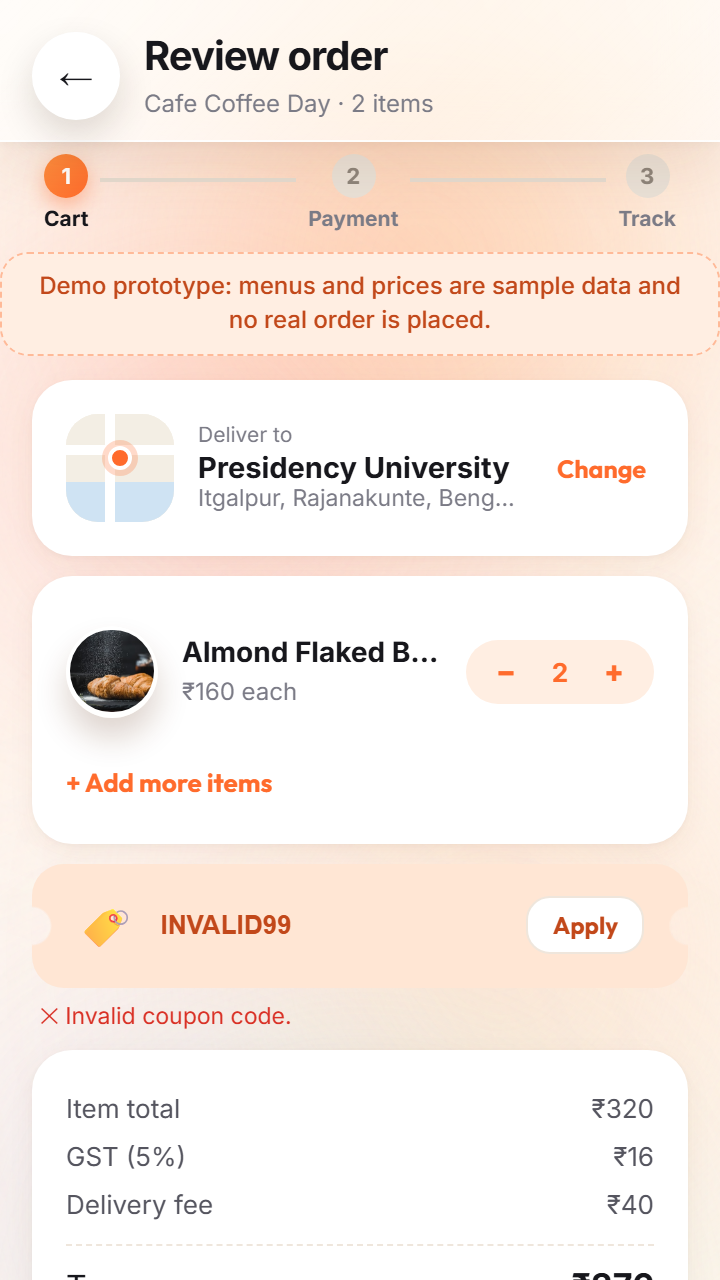 Review order
Cafe Coffee Day · 2 items
1
2
3
Cart
Payment
Track
Demo prototype: menus and prices are sample data and
no real order is placed.
Deliver to
Presidency University
Itgalpur, Rajanakunte, Beng...
Change
Almond Flaked B...
₹160 each
− 2 +
+ Add more items
INVALID99
Apply
Invalid coupon code.
Item total ₹320
GST (5%) ₹16
Delivery fee ₹40